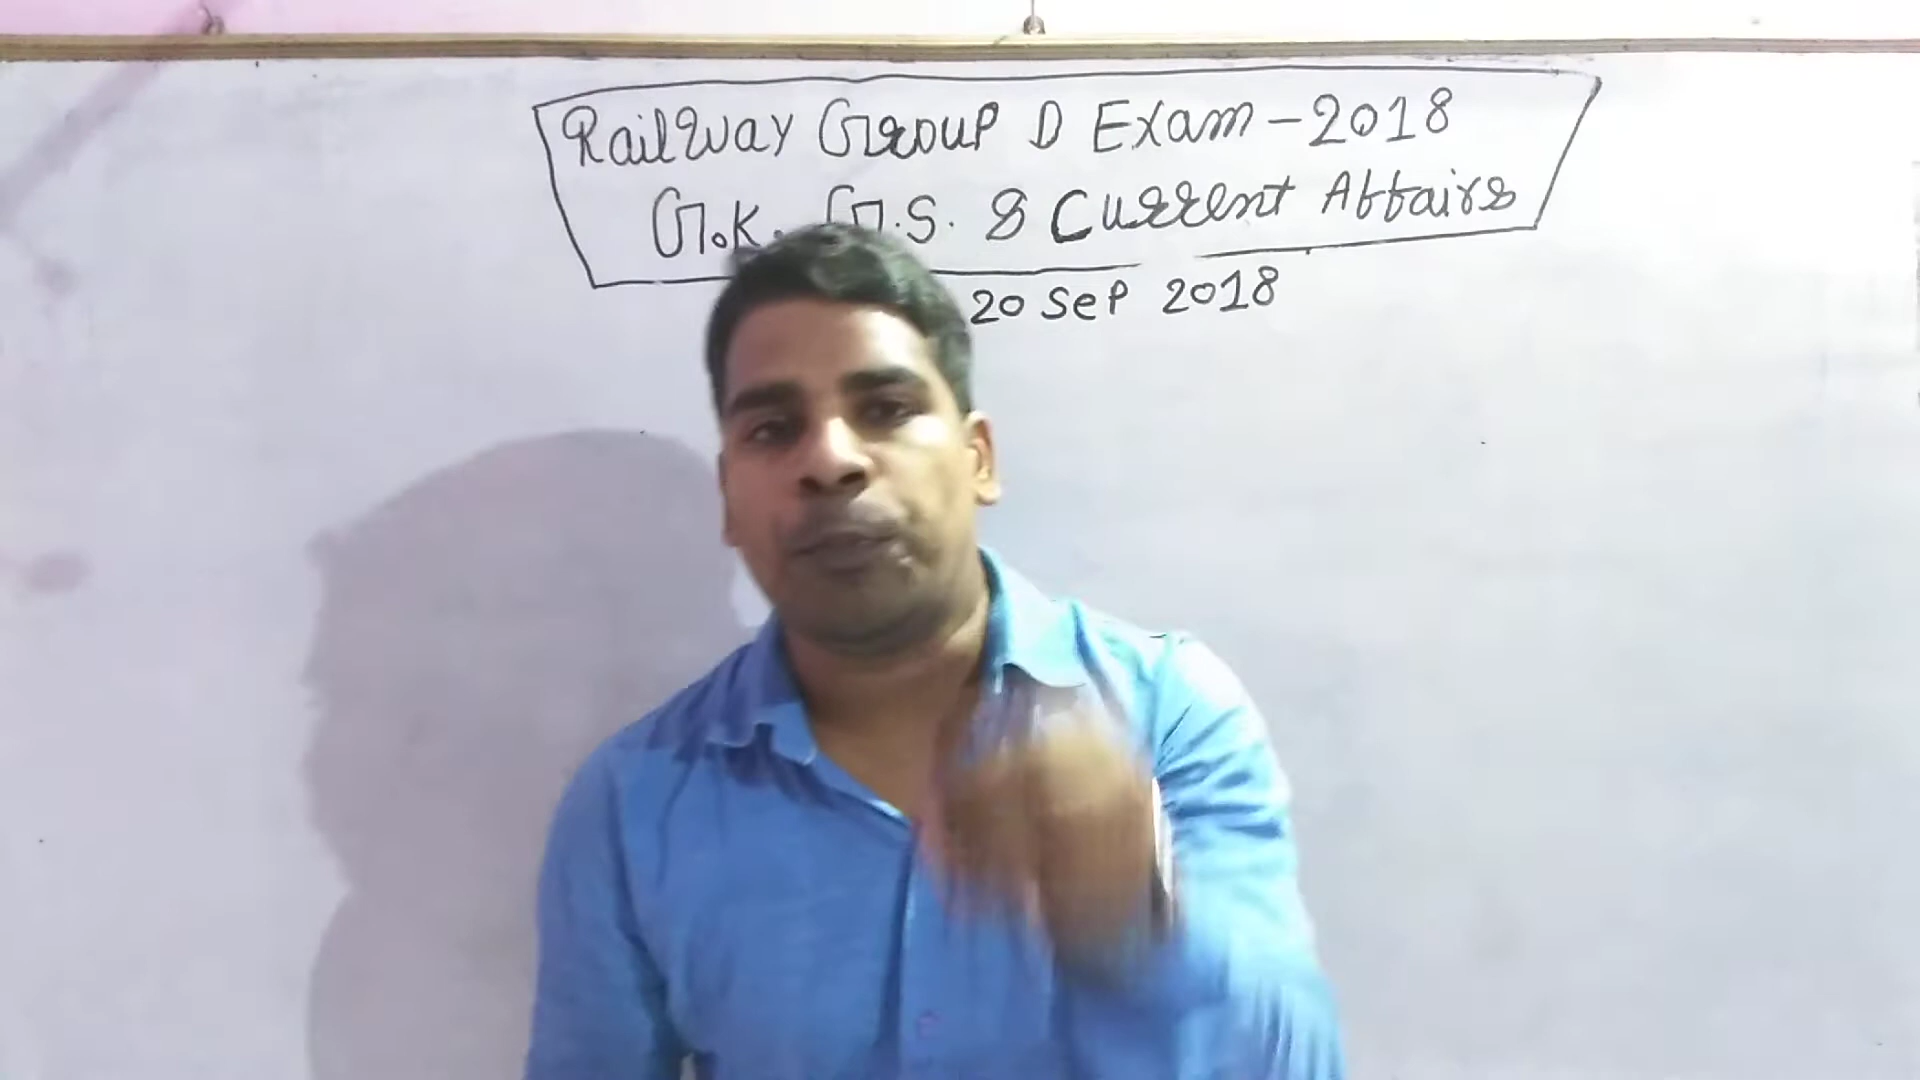 Railway Group D Exam - 2018
G.K. G.S. & Current Affairs
20 Sep 2018